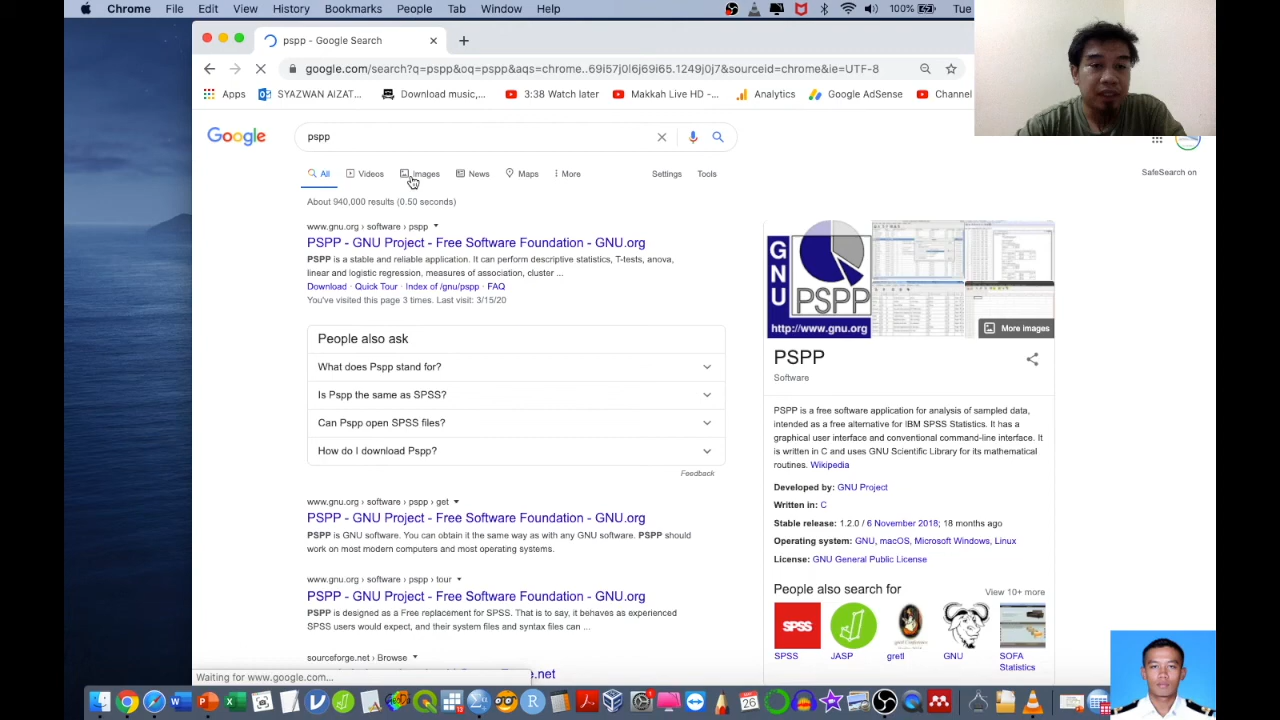 Chrome File Edit View History Bookmarks People Tab Window Help 100% Tue
pspp - Google Search
google.com/search?q=pspp&oq=pspp&aqs=chrome..69i57j0l6j69i65.1249j0j7&sourceid=chrome&ie=UTF-8
Apps SYAZWAN AIZAT... Download music,... 3:38 Watch later Makkah Live HD -... Analytics Google AdSense Channel
Google pspp
All Videos Images News Maps More Settings Tools
SafeSearch on
About 940,000 results (0.50 seconds)
www.gnu.org › software › pspp
PSPP - GNU Project - Free Software Foundation - GNU.org
PSPP is a stable and reliable application. It can perform descriptive statistics, T-tests, anova,
linear and logistic regression, measures of association, cluster ...
Download · Quick Tour · Index of /gnu/pspp · FAQ
You've visited this page 3 times. Last visit: 3/15/20
People also ask
What does Pspp stand for?
Is Pspp the same as SPSS?
Can Pspp open SPSS files?
How do I download Pspp?
Feedback
www.gnu.org › software › pspp › get
PSPP - GNU Project - Free Software Foundation - GNU.org
PSPP is GNU software. You can obtain it the same way as with any GNU software. PSPP should
work on most modern computers and most operating systems.
www.gnu.org › software › pspp › tour
PSPP - GNU Project - Free Software Foundation - GNU.org
PSPP is designed as a Free replacement for SPSS. That is to say, it behaves as experienced
SPSS users would expect, and their system files and syntax files can ...
sourceforge.net › Browse
.net
Waiting for www.google.com...
GNU
PSPP
http://www.gnu.org
More images
PSPP
Software
PSPP is a free software application for analysis of sampled data,
intended as a free alternative for IBM SPSS Statistics. It has a
graphical user interface and conventional command-line interface. It
is written in C and uses GNU Scientific Library for its mathematical
routines. Wikipedia
Developed by: GNU Project
Written in: C
Stable release: 1.2.0 / 6 November 2018; 18 months ago
Operating system: GNU, macOS, Microsoft Windows, Linux
License: GNU General Public License
People also search for
View 10+ more
SPSS
SPSS JASP gretl GNU SOFA
Statistics
26